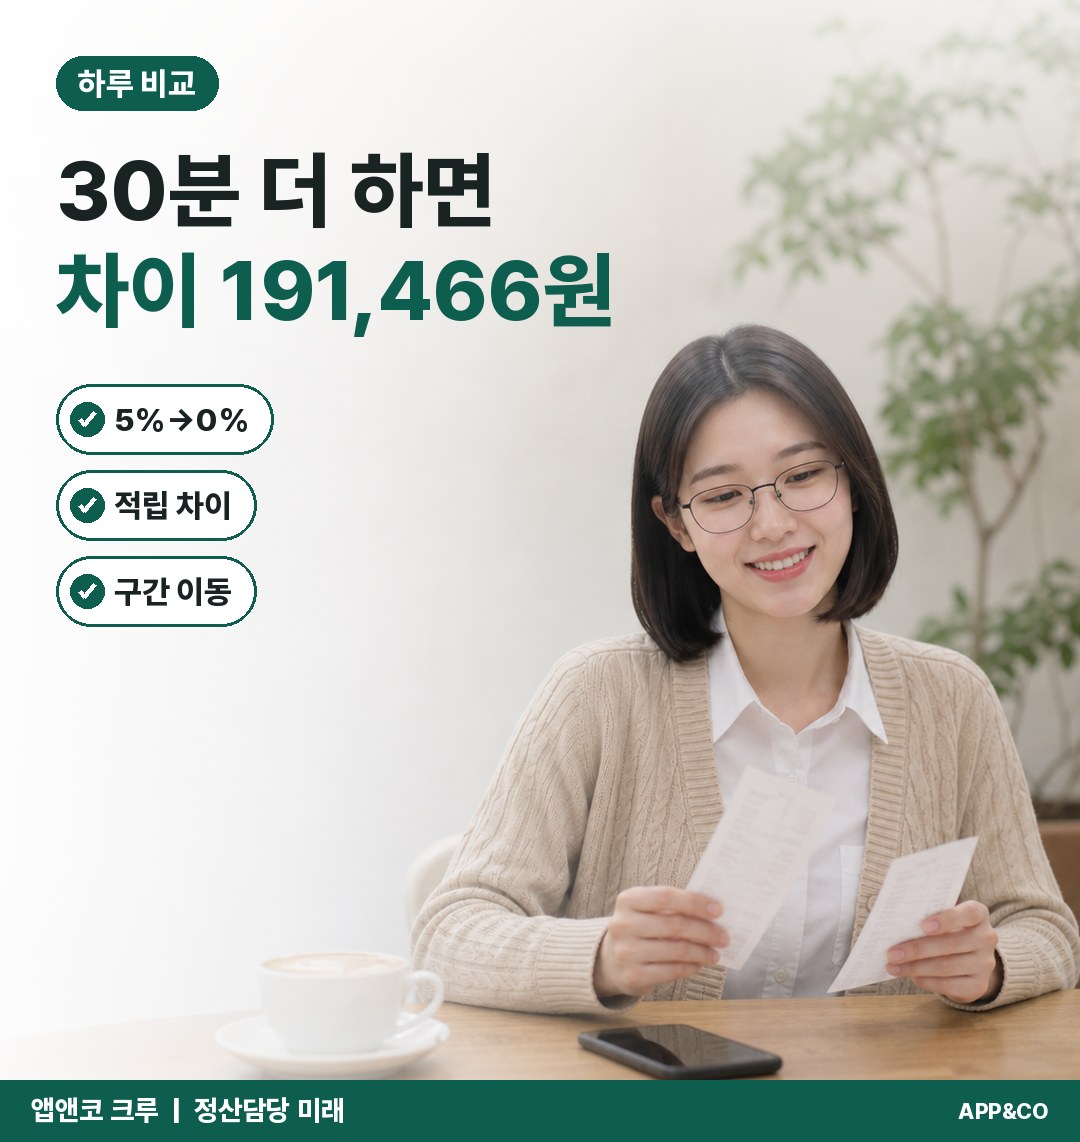 하루 비교
30분 더 하면
차이 191,466원
5%→0%
적립 차이
구간 이동
앱앤코 크루 | 정산담당 미래
APP&CO